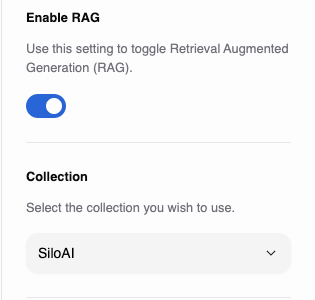 Enable RAG
Use this setting to toggle Retrieval Augmented
Generation (RAG).
Collection
Select the collection you wish to use.
SiloAI